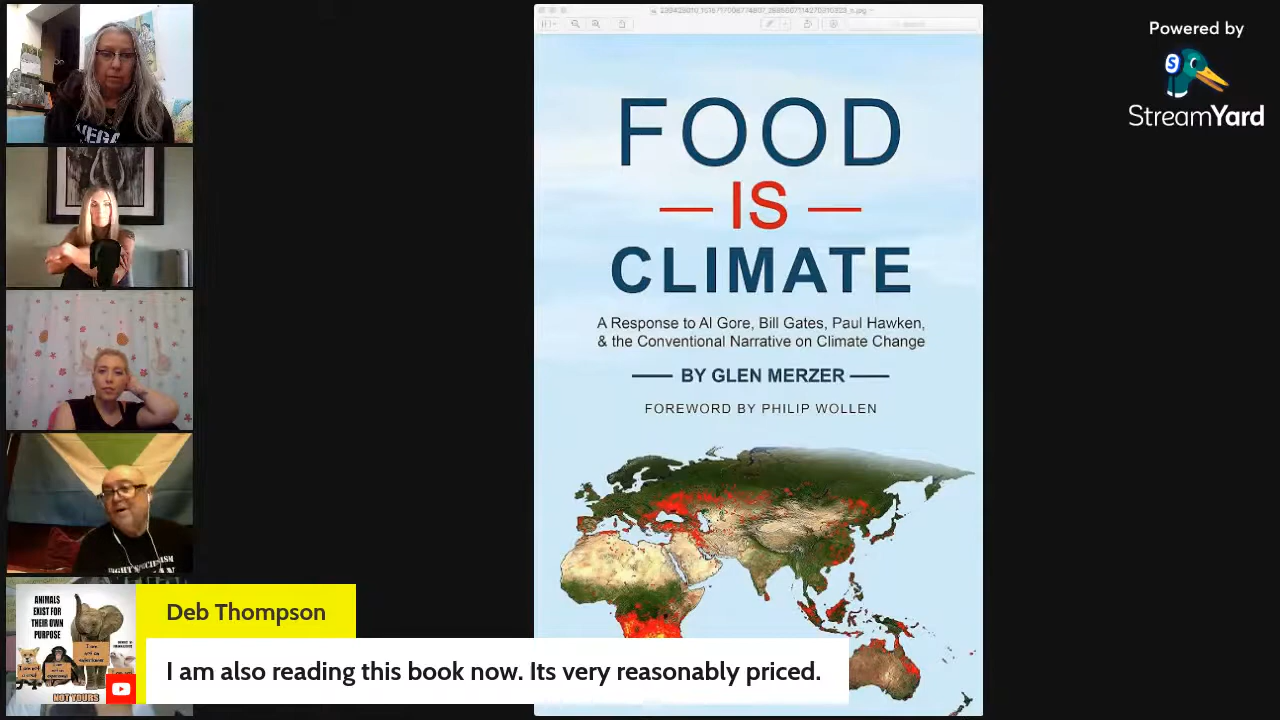 Powered by
StreamYard
FOOD
IS
CLIMATE
A Response to Al Gore, Bill Gates, Paul Hawken,
& the Conventional Narrative on Climate Change
BY GLEN MERZER
FOREWORD BY PHILIP WOLLEN
ANIMALS
EXIST FOR
THEIR OWN
PURPOSE
NOT YOURS
Deb Thompson
I am also reading this book now. Its very reasonably priced.